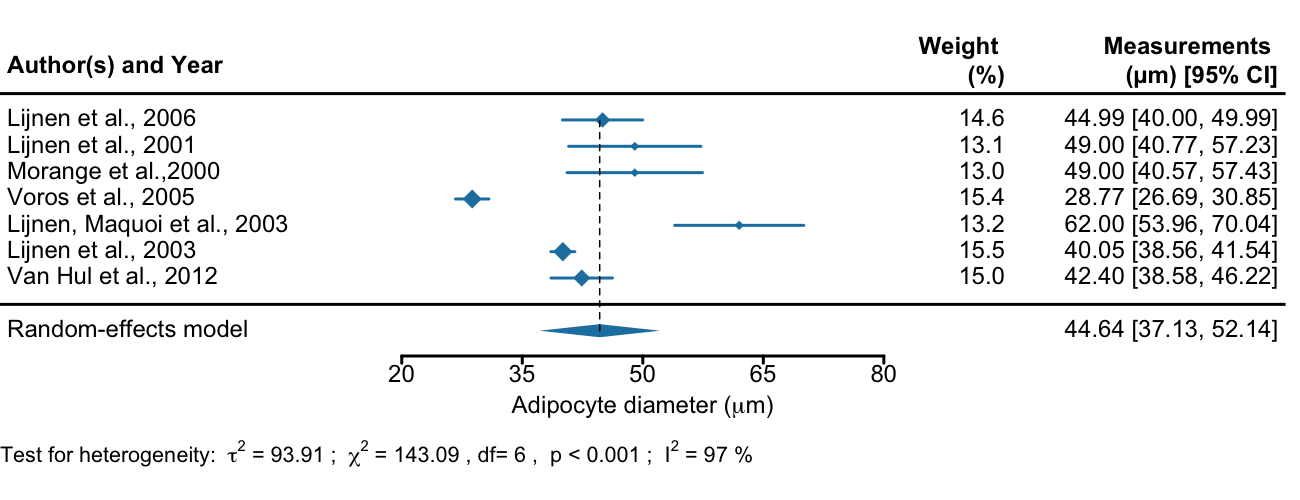 Weight Measurements
Author(s) and Year (%) (µm) [95% CI]
Lijnen et al., 2006 14.6 44.99 [40.00, 49.99]
Lijnen et al., 2001 13.1 49.00 [40.77, 57.23]
Morange et al.,2000 13.0 49.00 [40.57, 57.43]
Voros et al., 2005 15.4 28.77 [26.69, 30.85]
Lijnen, Maquoi et al., 2003 13.2 62.00 [53.96, 70.04]
Lijnen et al., 2003 15.5 40.05 [38.56, 41.54]
Van Hul et al., 2012 15.0 42.40 [38.58, 46.22]
Random-effects model 44.64 [37.13, 52.14]
20 35 50 65 80
Adipocyte diameter (μm)
Test for heterogeneity: τ² = 93.91 ; χ² = 143.09 , df= 6 , p < 0.001 ; I² = 97 %